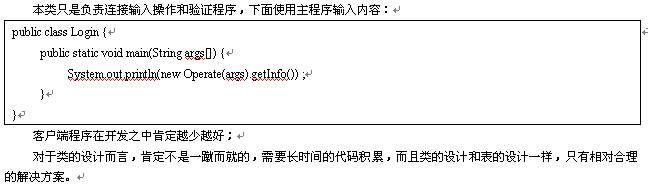 本类只是负责连接输入操作和验证程序，下面使用主程序输入内容：
public class Login {
public static void main(String args[]) {
System.out.println(new Operate(args).getInfo()) ;
}
}
客户端程序在开发之中肯定越少越好；
对于类的设计而言，肯定不是一蹴而就的，需要长时间的代码积累，而且类的设计和表的设计一样，只有相对合理
的解决方案。